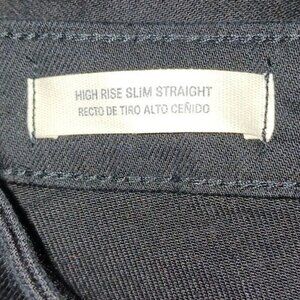 HIGH RISE SLIM STRAIGHT
RECTO DE TIRO ALTO CEÑIDO